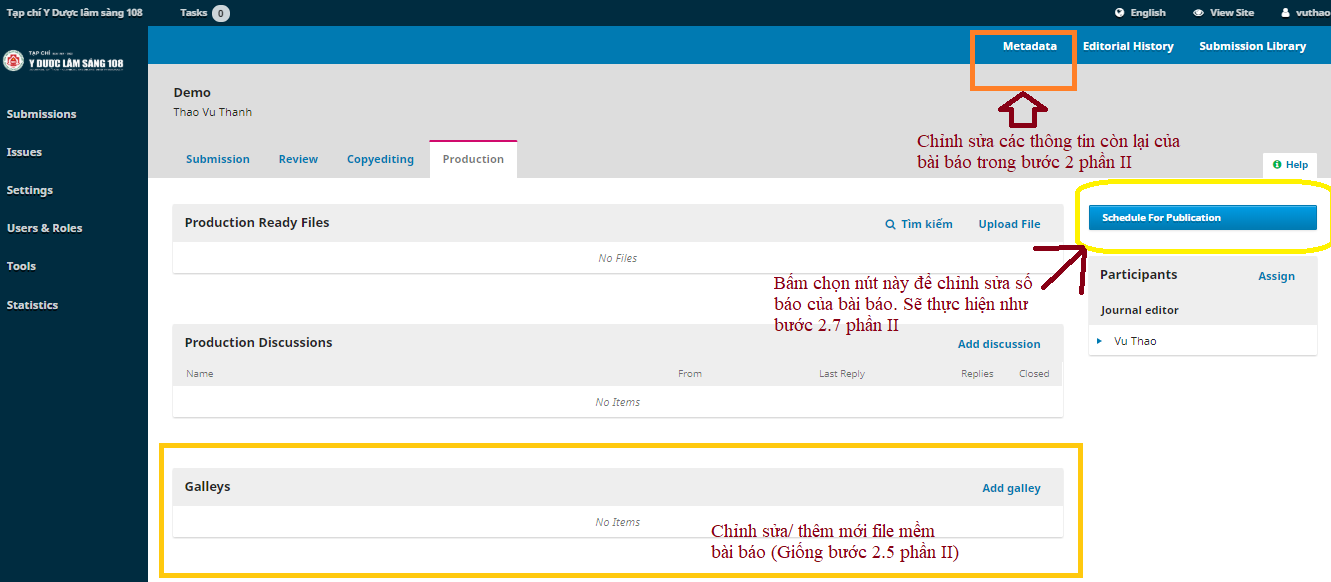 Tạp chí Y Dược lâm sàng 108
Tasks 0
English
View Site
vuthao
TẠP CHÍ
Y DƯỢC LÂM SÀNG 108
Metadata
Editorial History
Submission Library
Submissions
Issues
Settings
Users & Roles
Tools
Statistics
Demo
Thao Vu Thanh
Chỉnh sửa các thông tin còn lại của
bài báo trong bước 2 phần II
Submission
Review
Copyediting
Production
Help
Production Ready Files
Tìm kiếm
Upload File
No Files
Schedule For Publication
Bấm chọn nút này để chỉnh sửa số
báo của bài báo. Sẽ thực hiện như
bước 2.7 phần II
Participants
Assign
Journal editor
Vu Thao
Production Discussions
Add discussion
Name
From
Last Reply
Replies
Closed
No Items
Galleys
Add galley
No Items
Chỉnh sửa/ thêm mới file mềm
bài báo (Giống bước 2.5 phần II)